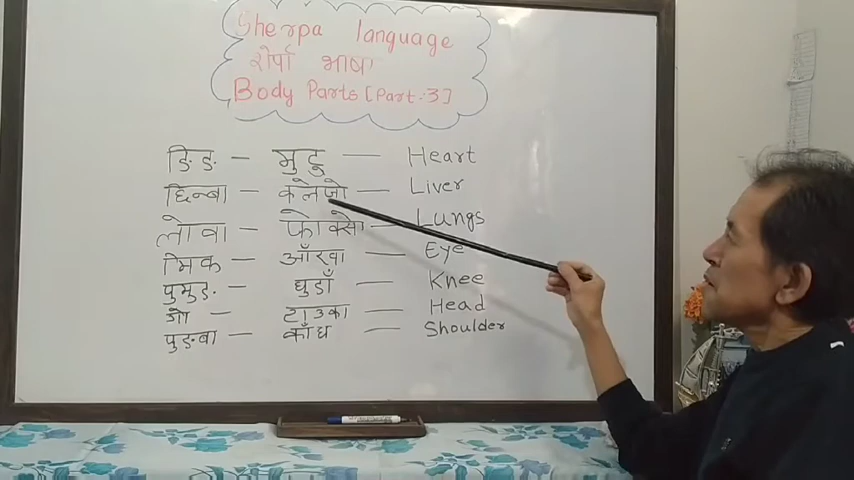 Sherpa language
शेर्पा भाषा
Body Parts [Part:-3]
ङिङ — मुटु — Heart
छिन्बा — कलेजो — Liver
लोवा — फोक्सो — Lungs
मिक — आँखा — Eye
पुमुङ — घुडाँ — Knee
गो — टाउका — Head
पुङबा — काँध — Shoulder